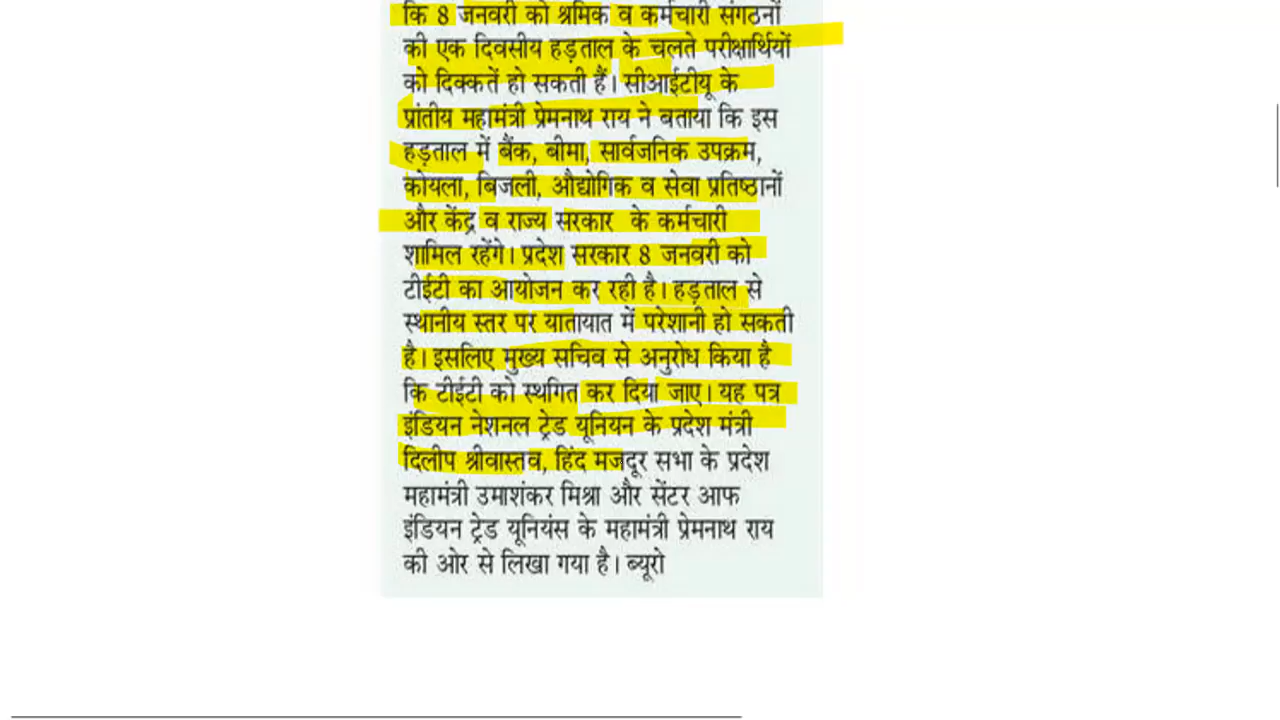 कि 8 जनवरी को श्रमिक व कर्मचारी संगठनों
की एक दिवसीय हड़ताल के चलते परीक्षार्थियों
को दिक्कतें हो सकती हैं। सीआईटीयू के
प्रांतीय महामंत्री प्रेमनाथ राय ने बताया कि इस
हड़ताल में बैंक, बीमा, सार्वजनिक उपक्रम,
कोयला, बिजली, औद्योगिक व सेवा प्रतिष्ठानों
और केंद्र व राज्य सरकार के कर्मचारी
शामिल रहेंगे। प्रदेश सरकार 8 जनवरी को
टीईटी का आयोजन कर रही है। हड़ताल से
स्थानीय स्तर पर यातायात में परेशानी हो सकती
है। इसलिए मुख्य सचिव से अनुरोध किया है
कि टीईटी को स्थगित कर दिया जाए। यह पत्र
इंडियन नेशनल ट्रेड यूनियन के प्रदेश मंत्री
दिलीप श्रीवास्तव, हिंद मजदूर सभा के प्रदेश
महामंत्री उमाशंकर मिश्रा और सेंटर आफ
इंडियन ट्रेड यूनियंस के महामंत्री प्रेमनाथ राय
की ओर से लिखा गया है। ब्यूरो